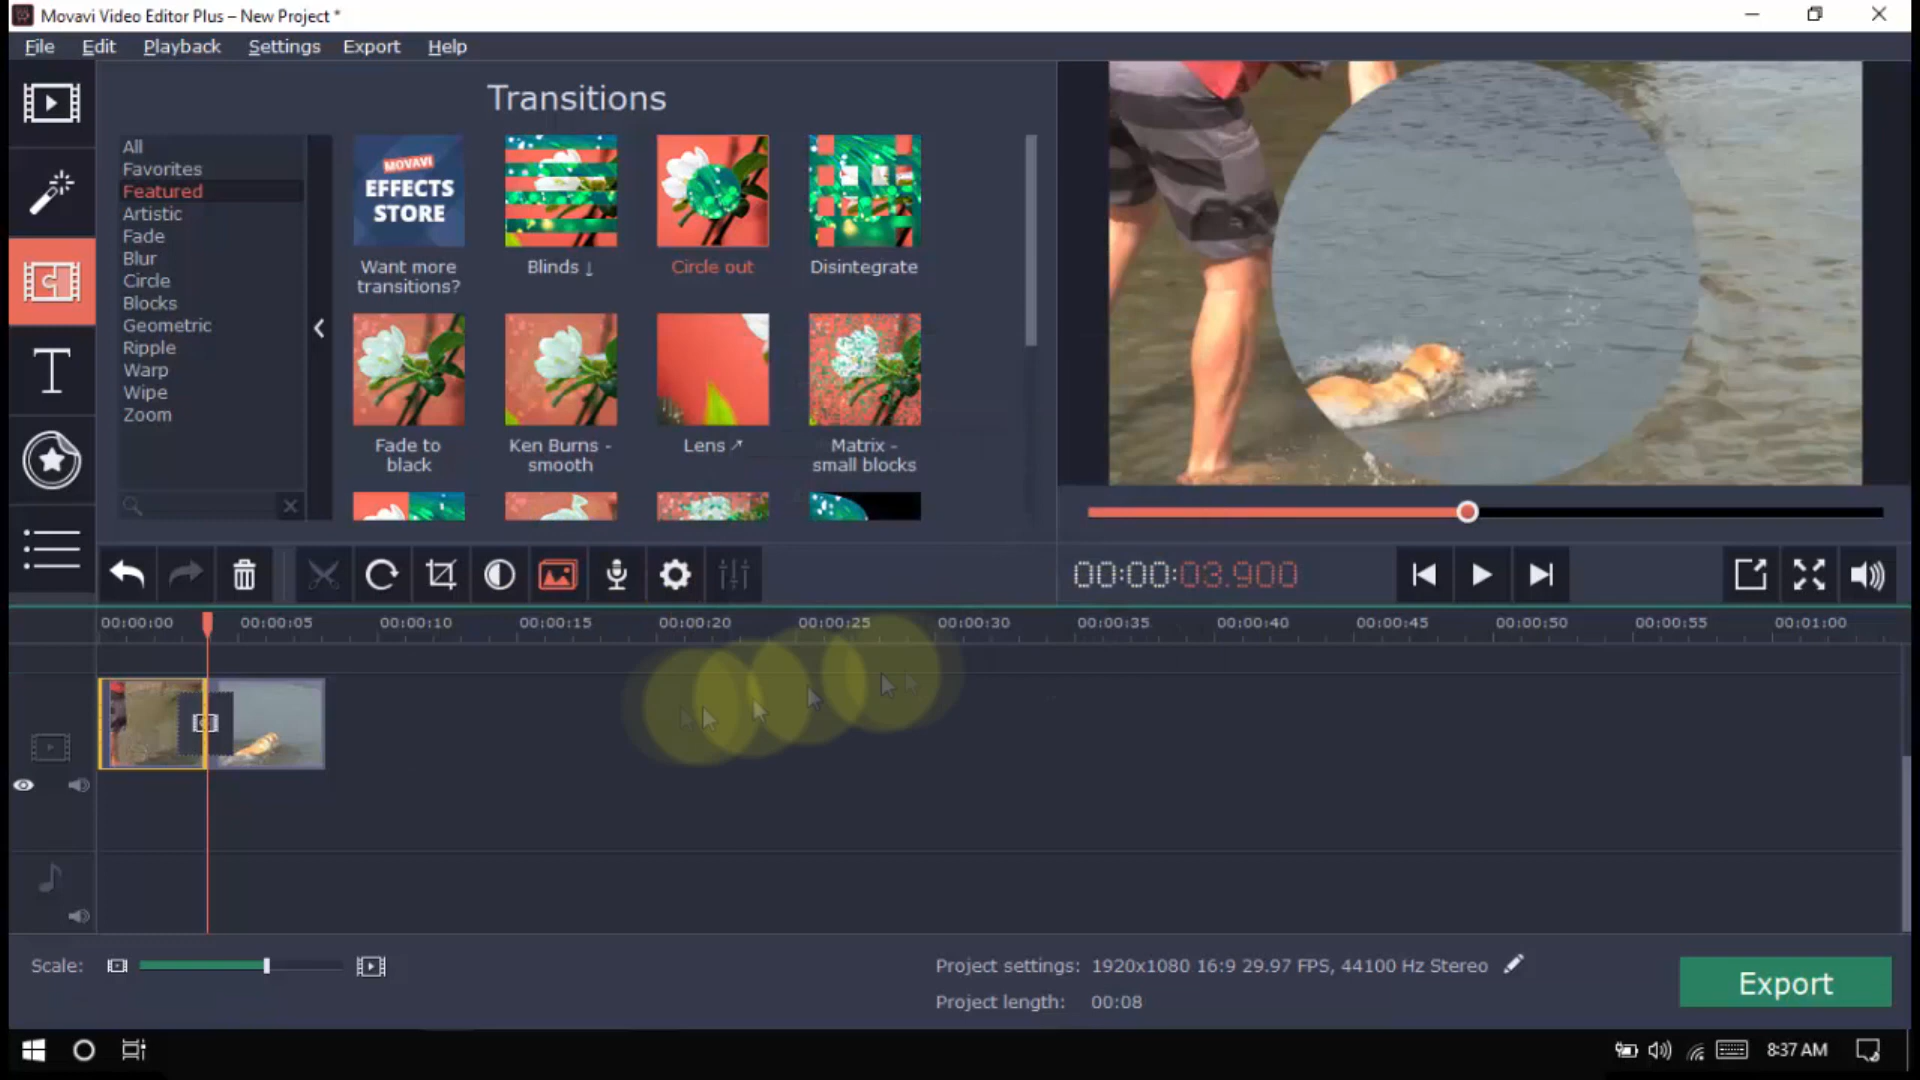 Movavi Video Editor Plus – New Project *
File Edit Playback Settings Export Help
Transitions
All
Favorites
Featured
Artistic
Fade
Blur
Circle
Blocks
Geometric
Ripple
Warp
Wipe
Zoom
MOVAVI
EFFECTS
STORE
Want more
transitions?
Blinds ↓
Circle out
Disintegrate
Fade to
black
Ken Burns -
smooth
Lens ↗
Matrix -
small blocks
00:00:03.900
00:00:00 00:00:05 00:00:10 00:00:15 00:00:20 00:00:25 00:00:30 00:00:35 00:00:40 00:00:45 00:00:50 00:00:55 00:01:00
Scale:
Project settings: 1920x1080 16:9 29.97 FPS, 44100 Hz Stereo
Project length: 00:08
Export
8:37 AM